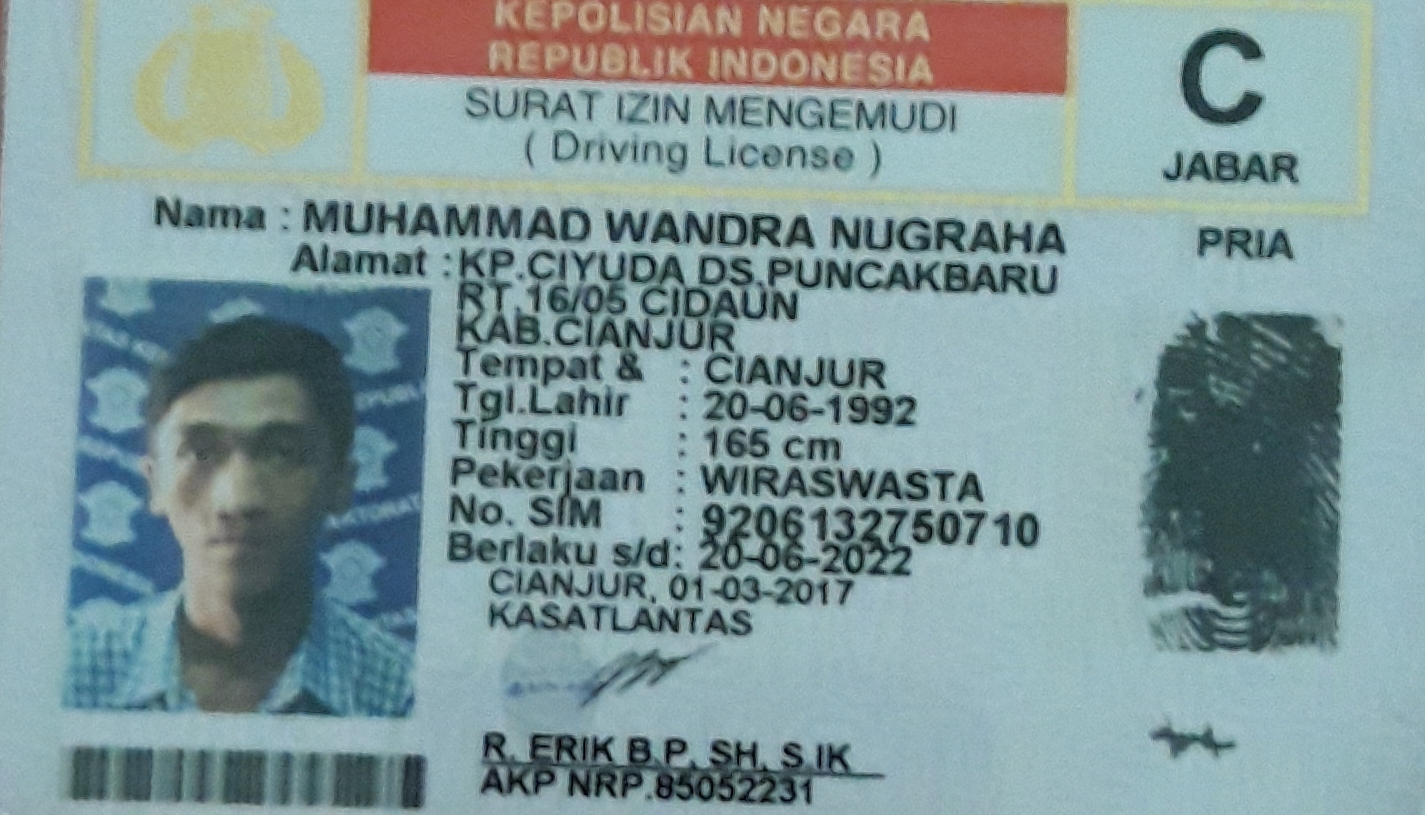 KEPOLISIAN NEGARA
REPUBLIK INDONESIA
SURAT IZIN MENGEMUDI
( Driving License )
C
JABAR
Nama : MUHAMMAD WANDRA NUGRAHA
PRIA
Alamat : KP.CIYUDA DS.PUNCAKBARU
RT.16/05 CIDAUN
KAB.CIANJUR
Tempat & : CIANJUR
Tgl.Lahir : 20-06-1992
Tinggi : 165 cm
Pekerjaan : WIRASWASTA
No. SIM : 9206132750710
Berlaku s/d: 20-06-2022
CIANJUR, 01-03-2017
KASATLANTAS
R. ERIK B.P, SH, S.IK
AKP NRP.85052231